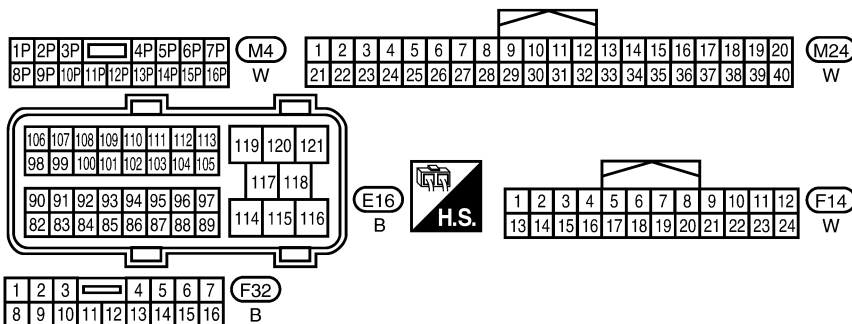 1P 2P 3P 4P 5P 6P 7P M4
8P 9P 10P 11P 12P 13P 14P 15P 16P W
1 2 3 4 5 6 7 8 9 10 11 12 13 14 15 16 17 18 19 20 M24
21 22 23 24 25 26 27 28 29 30 31 32 33 34 35 36 37 38 39 40 W
106 107 108 109 110 111 112 113
98 99 100 101 102 103 104 105
90 91 92 93 94 95 96 97
82 83 84 85 86 87 88 89
119 120 121
117 118
114 115 116
E16
B
H.S.
1 2 3 4 5 6 7 8 9 10 11 12 F14
13 14 15 16 17 18 19 20 21 22 23 24 W
1 2 3 4 5 6 7 F32
8 9 10 11 12 13 14 15 16 B